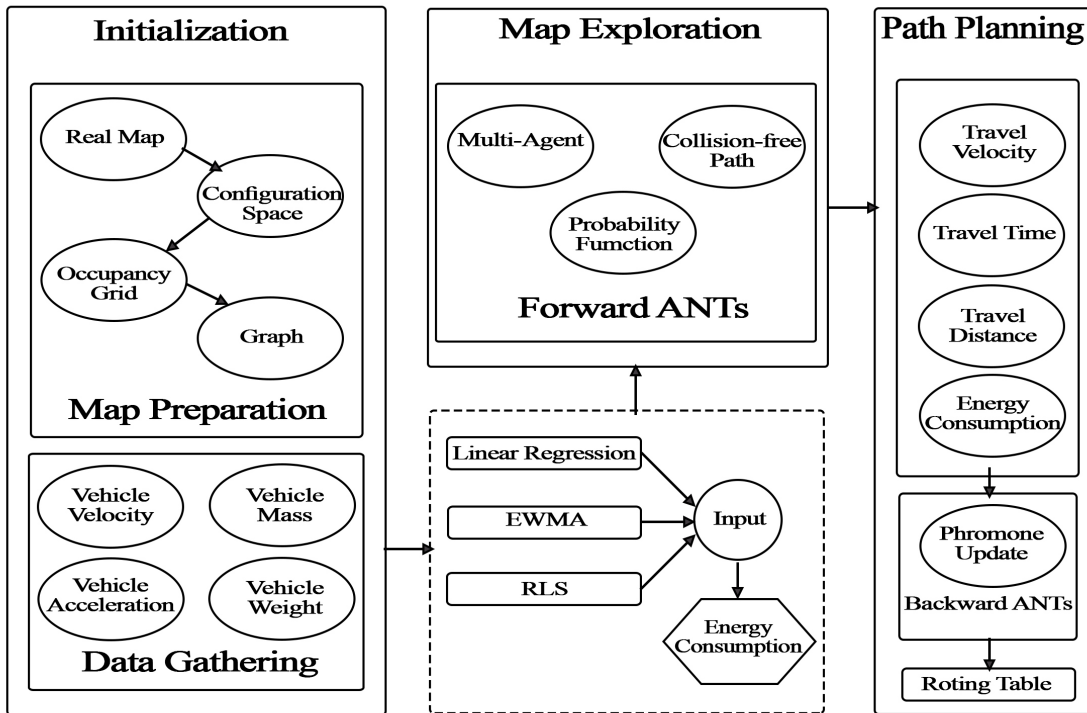 Initialization
Real Map
Configuration
Space
Occupancy
Grid
Graph
Map Preparation
Vehicle
Velocity
Vehicle
Mass
Vehicle
Acceleration
Vehicle
Weight
Data Gathering
Map Exploration
Multi-Agent
Collision-free
Path
Probability
Fumction
Forward ANTs
Linear Regression
EWMA
RLS
Input
Energy
Consumption
Path Planning
Travel
Velocity
Travel Time
Travel
Distance
Energy
Consumption
Phromone
Update
Backward ANTs
Roting Table